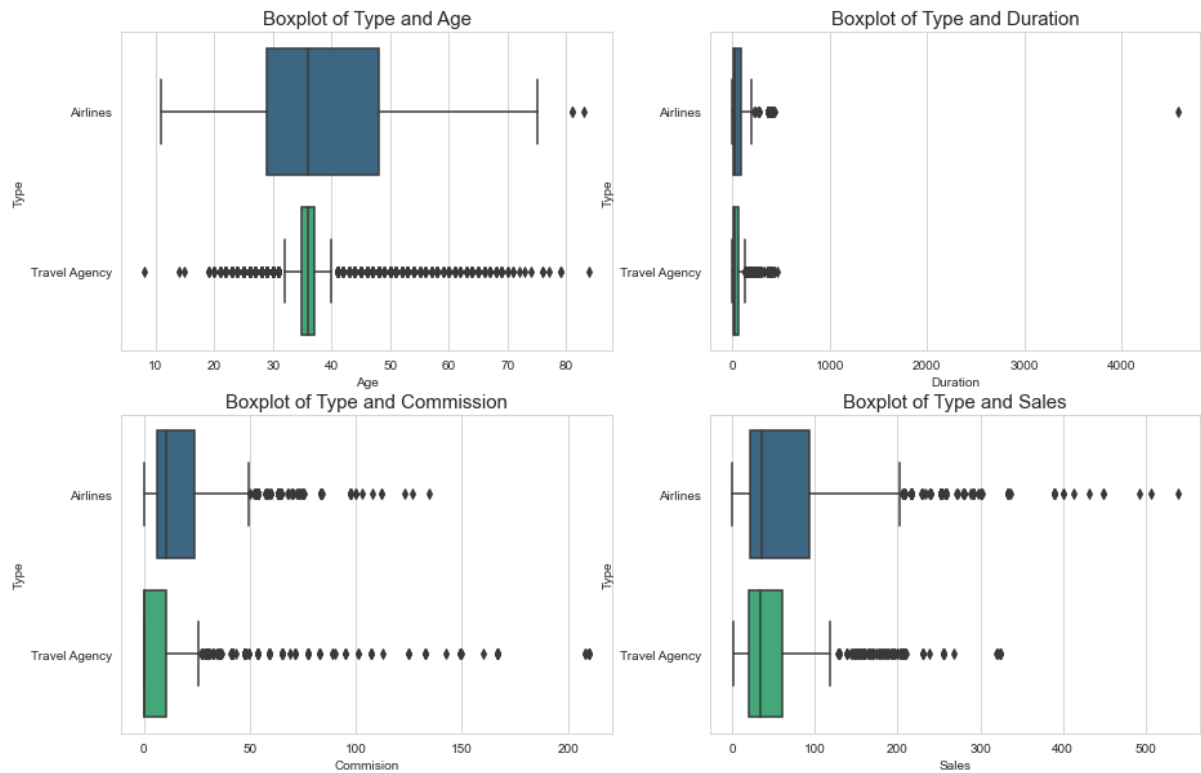 Boxplot of Type and Age
Airlines
Travel Agency
Type
10 20 30 40 50 60 70 80
Age
Boxplot of Type and Duration
Airlines
Travel Agency
Type
0 1000 2000 3000 4000
Duration
Boxplot of Type and Commission
Airlines
Travel Agency
Type
0 50 100 150 200
Commision
Boxplot of Type and Sales
Airlines
Travel Agency
Type
0 100 200 300 400 500
Sales